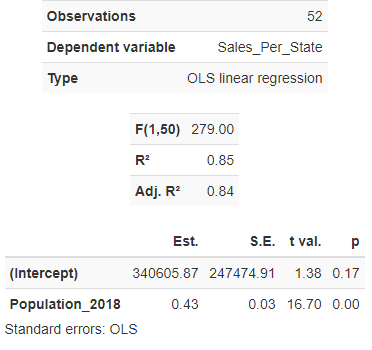 Observations 52
Dependent variable Sales_Per_State
Type OLS linear regression
F(1,50) 279.00
R² 0.85
Adj. R² 0.84
Est. S.E. t val. p
(Intercept) 340605.87 247474.91 1.38 0.17
Population_2018 0.43 0.03 16.70 0.00
Standard errors: OLS